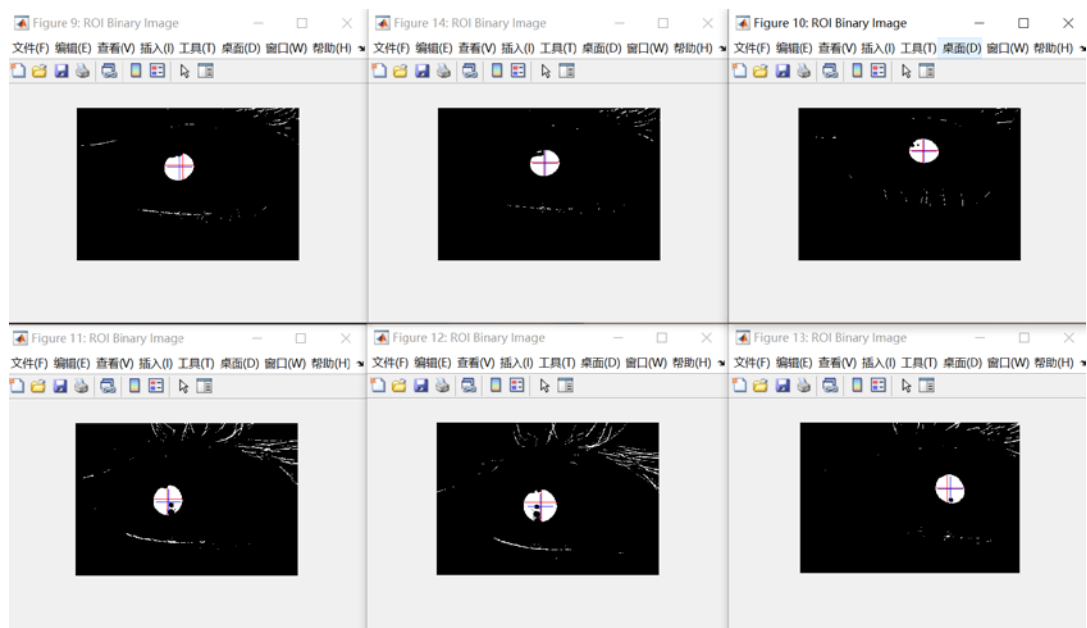 Figure 9: ROI Binary Image
文件(F) 编辑(E) 查看(V) 插入(I) 工具(T) 桌面(D) 窗口(W) 帮助(H)
Figure 14: ROI Binary Image
文件(F) 编辑(E) 查看(V) 插入(I) 工具(T) 桌面(D) 窗口(W) 帮助(H)
Figure 10: ROI Binary Image
文件(F) 编辑(E) 查看(V) 插入(I) 工具(T) 桌面(D) 窗口(W) 帮助(H)
Figure 11: ROI Binary Image
文件(F) 编辑(E) 查看(V) 插入(I) 工具(T) 桌面(D) 窗口(W) 帮助(H)
Figure 12: ROI Binary Image
文件(F) 编辑(E) 查看(V) 插入(I) 工具(T) 桌面(D) 窗口(W) 帮助(H)
Figure 13: ROI Binary Image
文件(F) 编辑(E) 查看(V) 插入(I) 工具(T) 桌面(D) 窗口(W) 帮助(H)